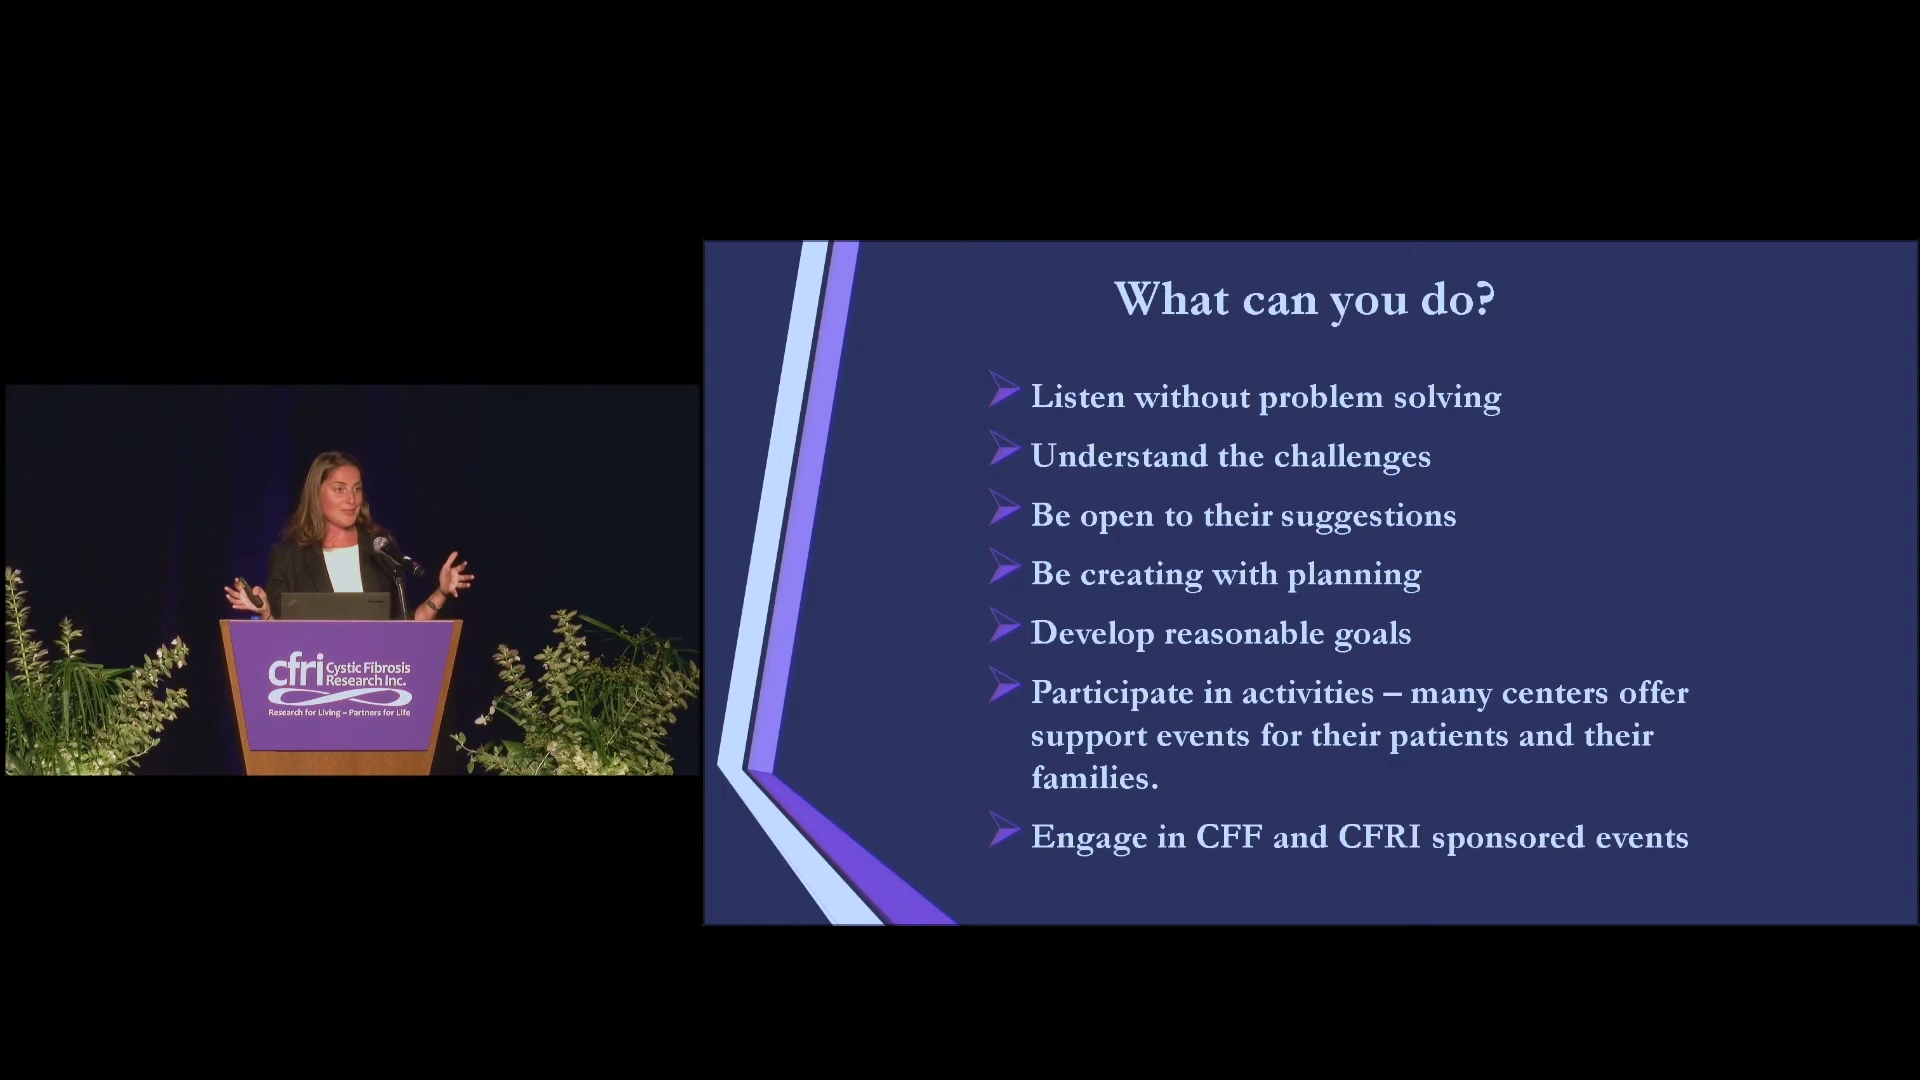 What can you do?
Listen without problem solving
Understand the challenges
Be open to their suggestions
Be creating with planning
Develop reasonable goals
Participate in activities – many centers offer
support events for their patients and their
families.
Engage in CFF and CFRI sponsored events
cfri Cystic Fibrosis
Research Inc.
Research for Living ~ Partners for Life